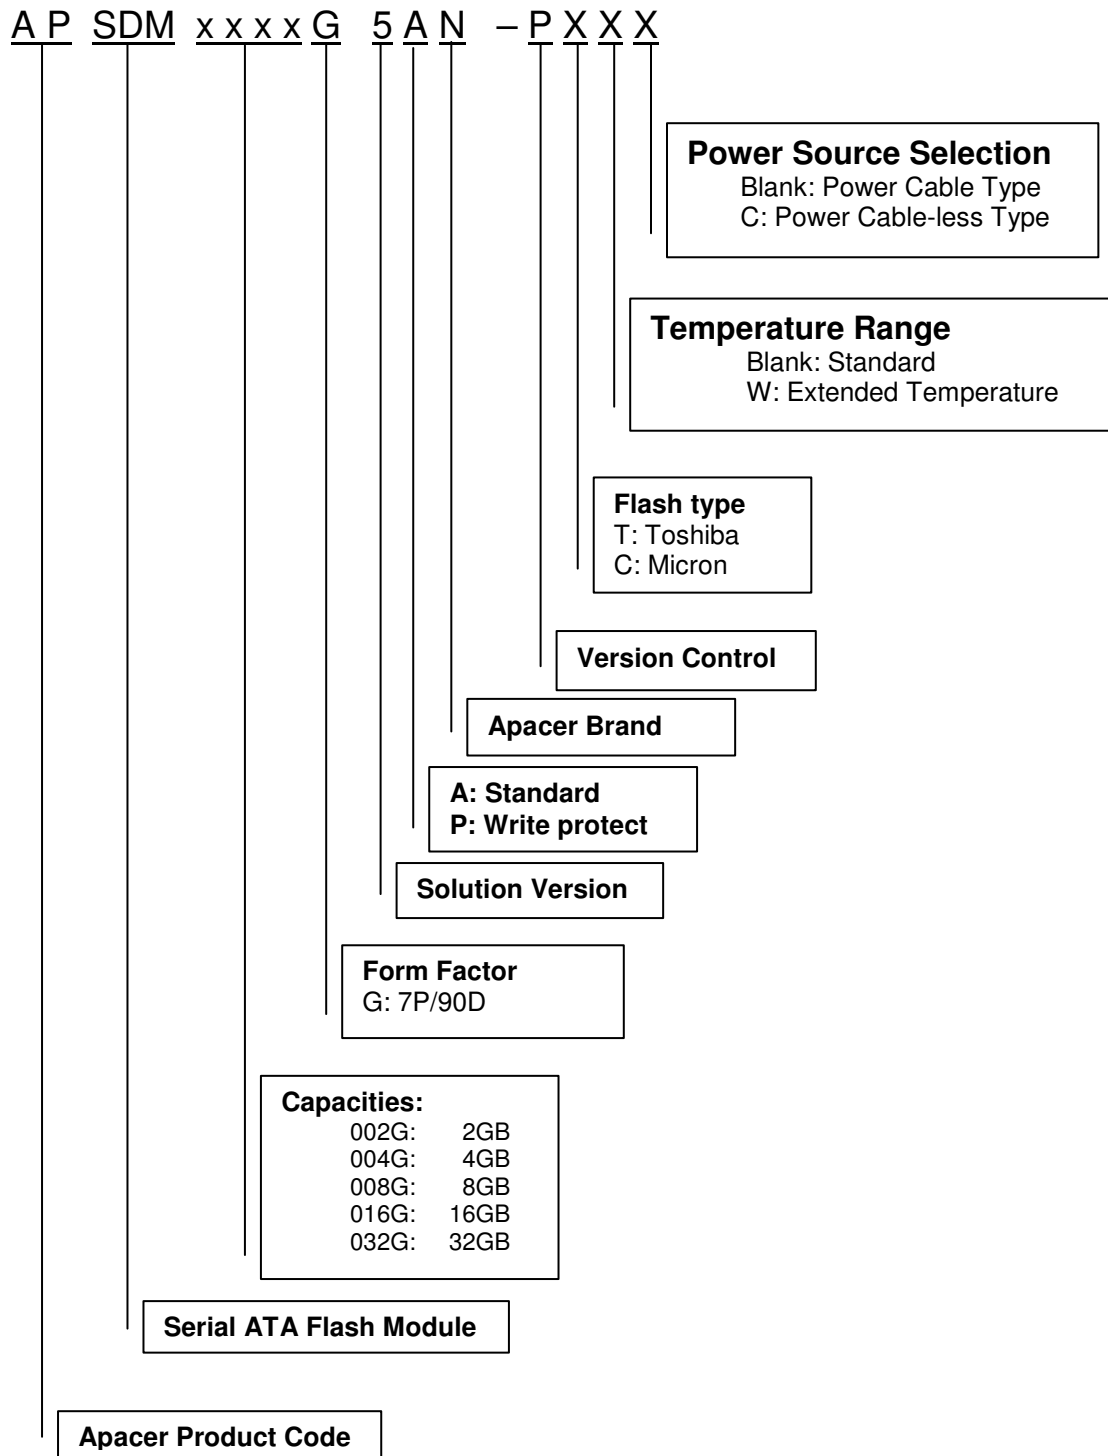 A P SDM x x x x G 5 A N – P X X X
Power Source Selection
Blank: Power Cable Type
C: Power Cable-less Type
Temperature Range
Blank: Standard
W: Extended Temperature
Flash type
T: Toshiba
C: Micron
Version Control
Apacer Brand
A: Standard
P: Write protect
Solution Version
Form Factor
G: 7P/90D
Capacities:
002G: 2GB
004G: 4GB
008G: 8GB
016G: 16GB
032G: 32GB
Serial ATA Flash Module
Apacer Product Code